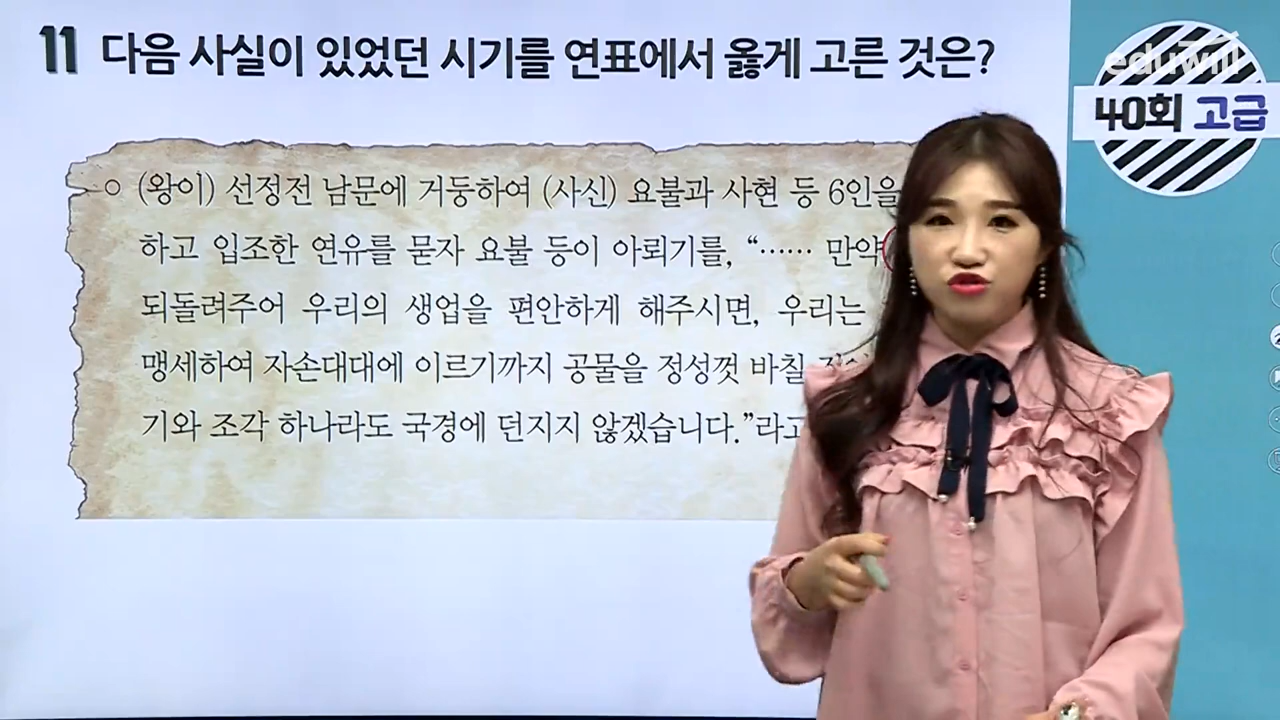 11 다음 사실이 있었던 시기를 연표에서 옳게 고른 것은?
eduwill
40회 고급
○ (왕이) 선정전 남문에 거둥하여 (사신) 요불과 사현 등 6인을
하고 입조한 연유를 묻자 요불 등이 아뢰기를, “…… 만약
되돌려주어 우리의 생업을 편안하게 해주시면, 우리는
맹세하여 자손대대에 이르기까지 공물을 정성껏 바칠
기와 조각 하나라도 국경에 던지지 않겠습니다.”라고